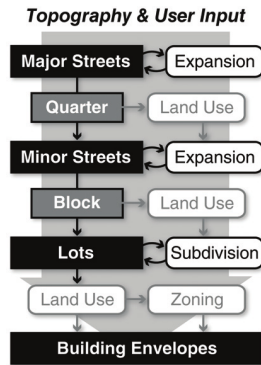 Topography & User Input
Major Streets
Expansion
Quarter
Land Use
Minor Streets
Expansion
Block
Land Use
Lots
Subdivision
Land Use
Zoning
Building Envelopes